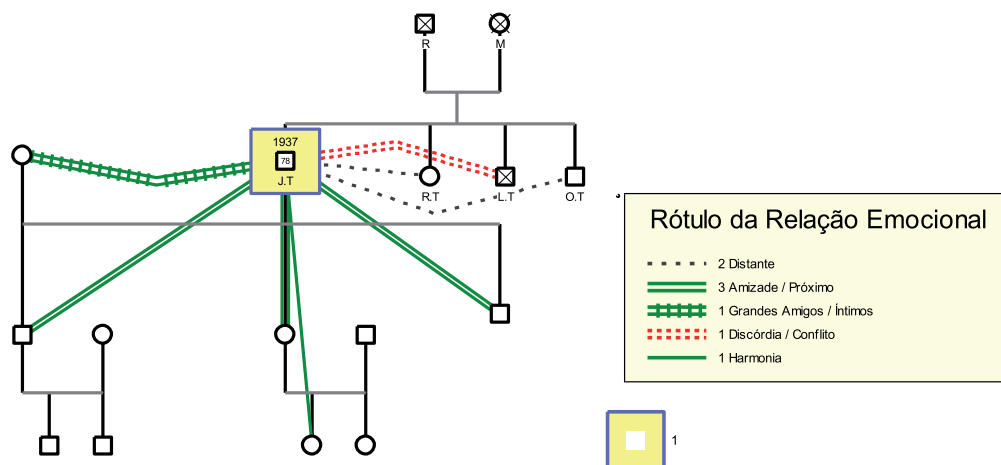 R
M
1937
78
J.T
R.T
L.T
O.T
Rótulo da Relação Emocional
2 Distante
3 Amizade / Próximo
1 Grandes Amigos / Íntimos
1 Discórdia / Conflito
1 Harmonia
1